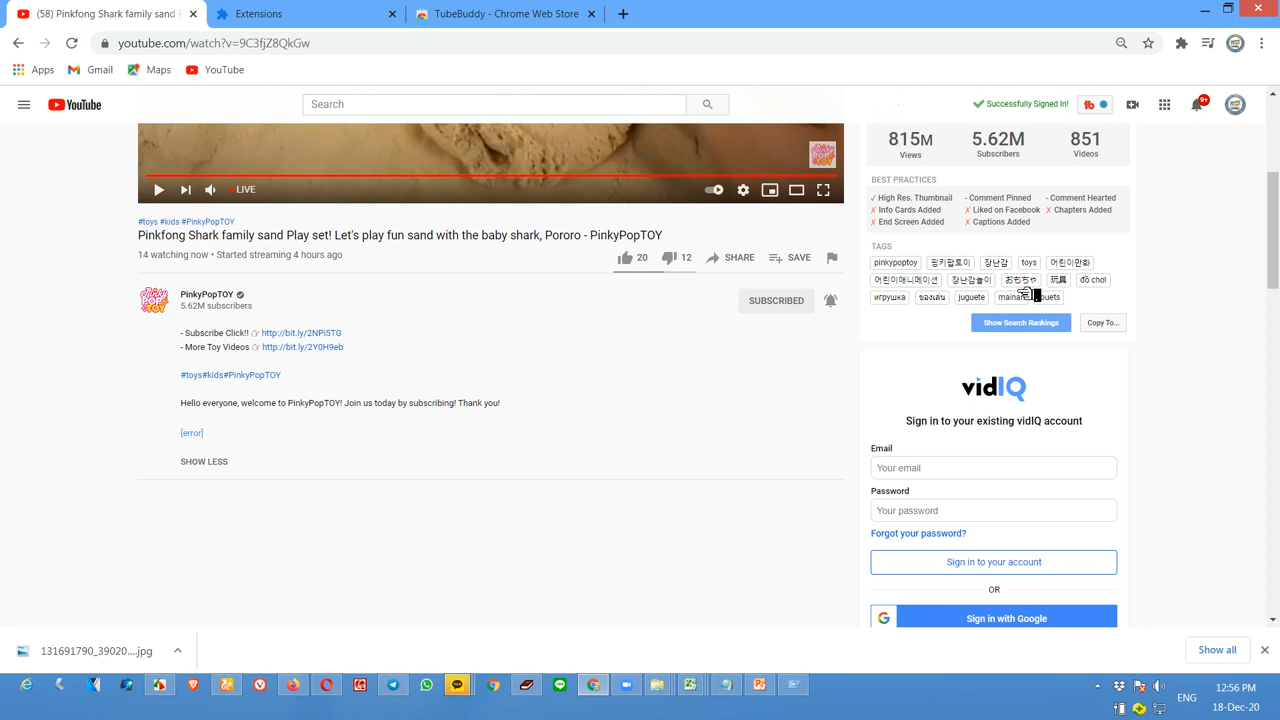 (58) Pinkfong Shark family sand
Extensions
TubeBuddy - Chrome Web Store
youtube.com/watch?v=9C3fjZ8QkGw
Apps
Gmail
Maps
YouTube
YouTube
Search
Successfully Signed In!
tb
9+
815M
5.62M
851
Views
Subscribers
Videos
BEST PRACTICES
✓ High Res. Thumbnail
- Comment Pinned
- Comment Hearted
✗ Info Cards Added
✗ Liked on Facebook
✗ Chapters Added
✗ End Screen Added
✗ Captions Added
TAGS
pinkypoptoy
핑키팝토이
장난감
toys
어린이만화
어린이애니메이션
장난감놀이
おもちゃ
玩具
đồ chơi
игрушка
ของเล่น
juguete
Show Search Rankings
Copy To...
PINKY POP TOY
LIVE
#toys #kids #PinkyPopTOY
Pinkfong Shark family sand Play set! Let's play fun sand with the baby shark, Pororo - PinkyPopTOY
14 watching now • Started streaming 4 hours ago
20
12
SHARE
SAVE
PINKY POP TOY
PinkyPopTOY
5.62M subscribers
SUBSCRIBED
- Subscribe Click!! 👉 http://bit.ly/2NPi5TG
- More Toy Videos 👉 http://bit.ly/2Y0H9eb
#toys#kids#PinkyPopTOY
Hello everyone, welcome to PinkyPopTOY! Join us today by subscribing! Thank you!
[error]
SHOW LESS
vidIQ
Sign in to your existing vidIQ account
Email
Your email
Password
Your password
Forgot your password?
Sign in to your account
OR
Sign in with Google
131691790_39020....jpg
Show all
ENG
12:56 PM
18-Dec-20